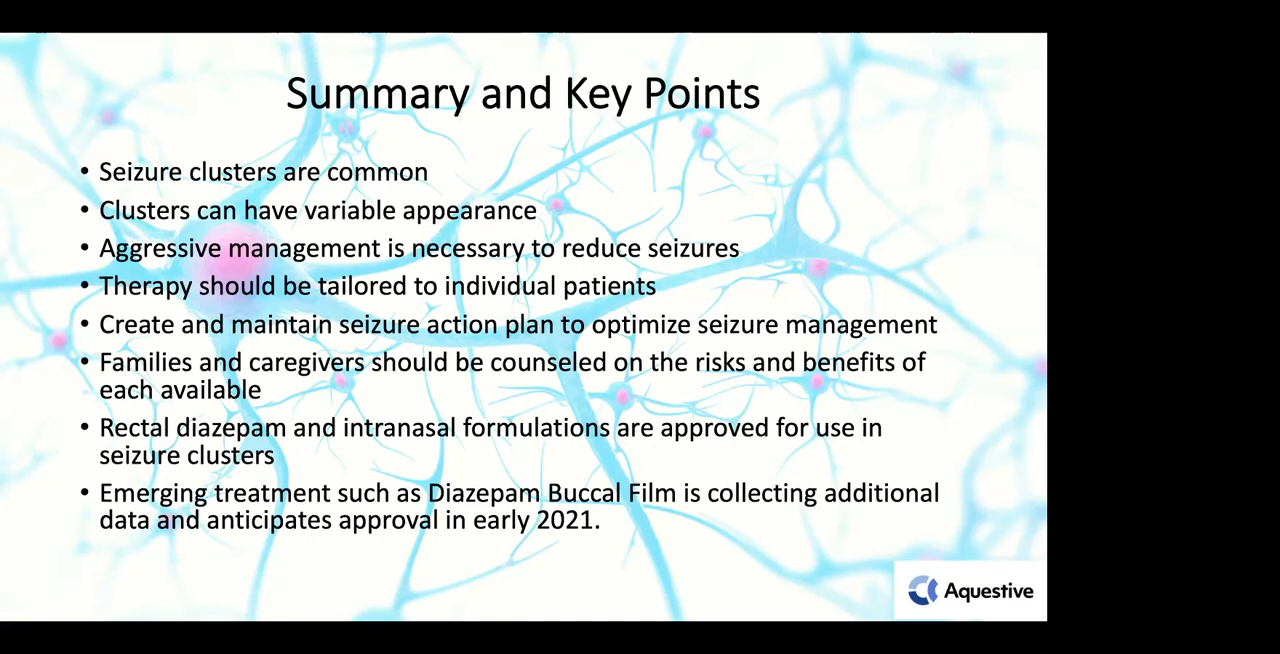 Summary and Key Points
• Seizure clusters are common
• Clusters can have variable appearance
• Aggressive management is necessary to reduce seizures
• Therapy should be tailored to individual patients
• Create and maintain seizure action plan to optimize seizure management
• Families and caregivers should be counseled on the risks and benefits of
each available
• Rectal diazepam and intranasal formulations are approved for use in
seizure clusters
• Emerging treatment such as Diazepam Buccal Film is collecting additional
data and anticipates approval in early 2021.
Aquestive